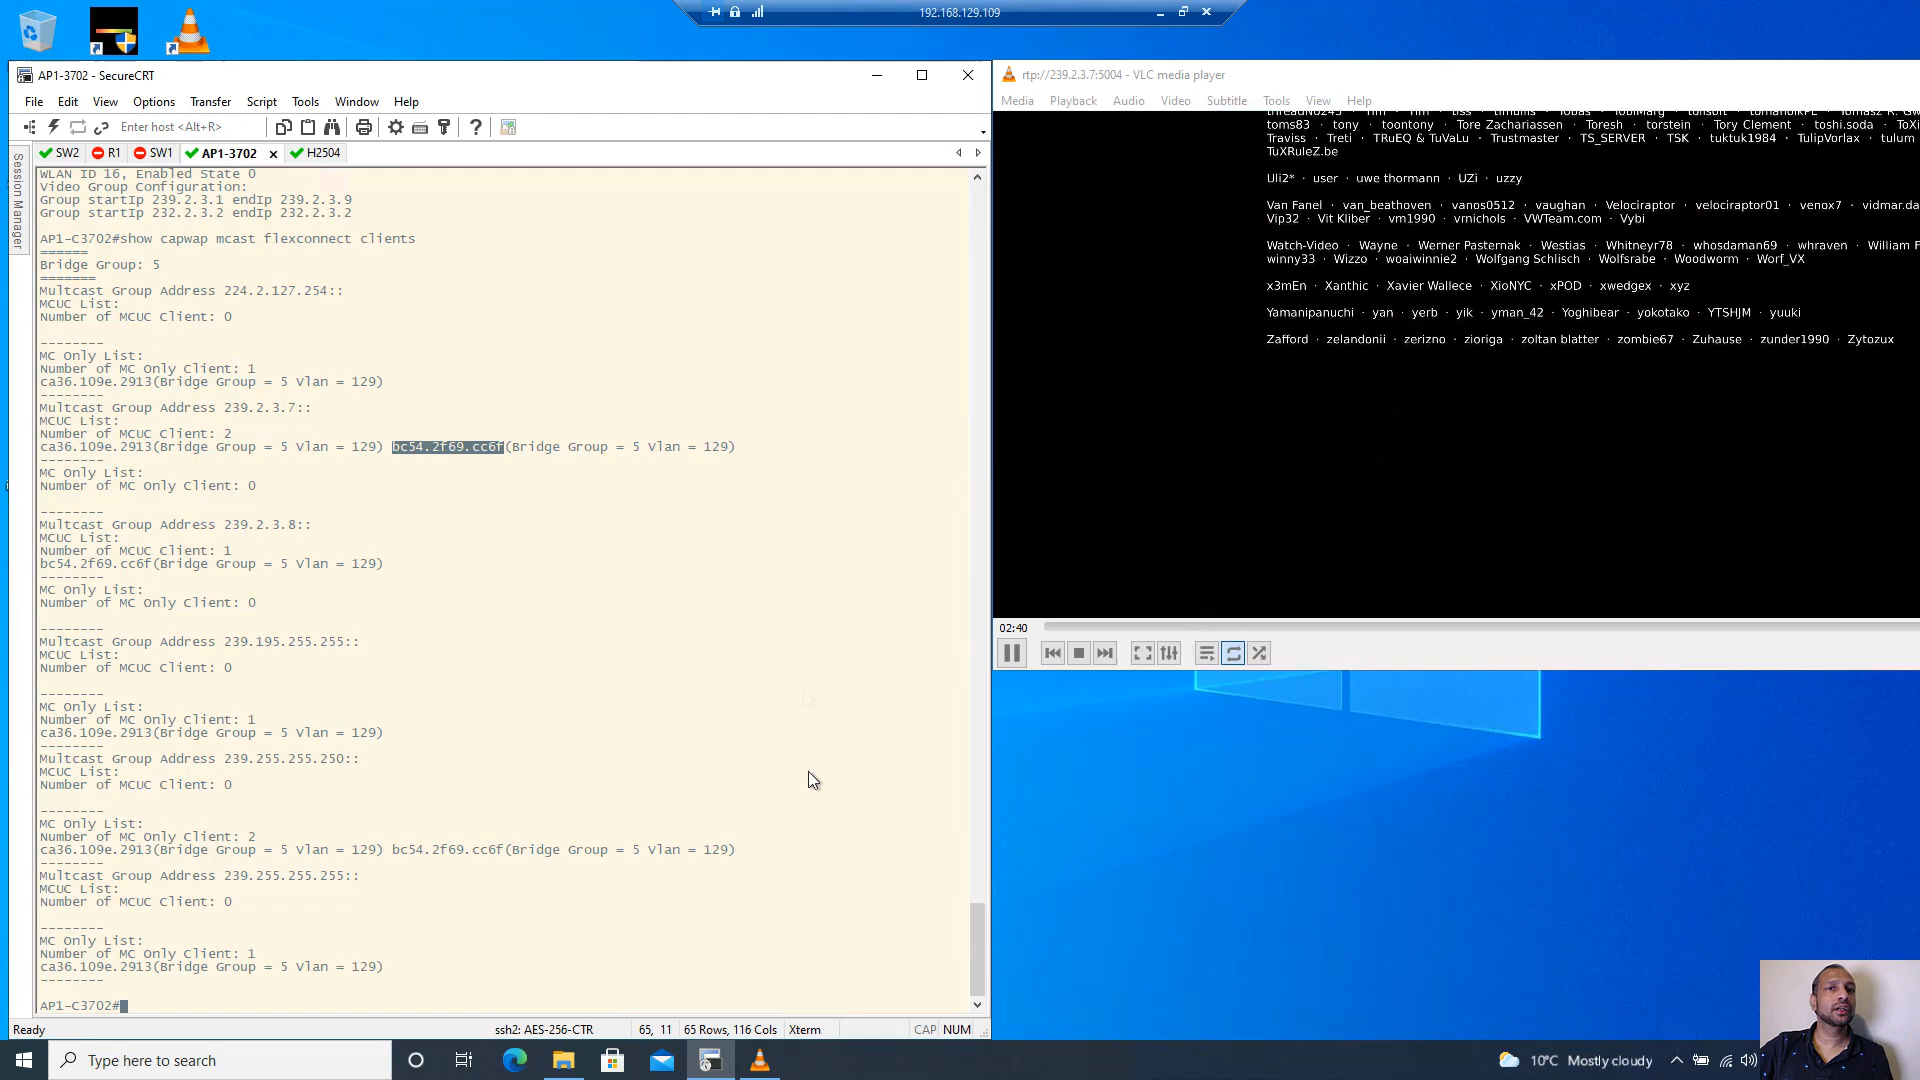 192.168.129.109
AP1-3702 - SecureCRT
File Edit View Options Transfer Script Tools Window Help
Enter host <Alt+R>
SW2 R1 SW1 AP1-3702 H2504
Session Manager
WLAN ID 16, Enabled State 0
Video Group Configuration:
Group startIp 239.2.3.1 endIp 239.2.3.9
Group startIp 232.2.3.2 endIp 232.2.3.2
AP1-C3702#show capwap mcast flexconnect clients
======
Bridge Group: 5
=======
Multcast Group Address 224.2.127.254::
MCUC List:
Number of MCUC Client: 0
--------
MC Only List:
Number of MC Only Client: 1
ca36.109e.2913(Bridge Group = 5 Vlan = 129)
--------
Multcast Group Address 239.2.3.7::
MCUC List:
Number of MCUC Client: 2
ca36.109e.2913(Bridge Group = 5 Vlan = 129) bc54.2f69.cc6f(Bridge Group = 5 Vlan = 129)
--------
MC Only List:
Number of MC Only Client: 0
--------
Multcast Group Address 239.2.3.8::
MCUC List:
Number of MCUC Client: 1
bc54.2f69.cc6f(Bridge Group = 5 Vlan = 129)
--------
MC Only List:
Number of MC Only Client: 0
--------
Multcast Group Address 239.195.255.255::
MCUC List:
Number of MCUC Client: 0
--------
MC Only List:
Number of MC Only Client: 1
ca36.109e.2913(Bridge Group = 5 Vlan = 129)
--------
Multcast Group Address 239.255.255.250::
MCUC List:
Number of MCUC Client: 0
--------
MC Only List:
Number of MC Only Client: 2
ca36.109e.2913(Bridge Group = 5 Vlan = 129) bc54.2f69.cc6f(Bridge Group = 5 Vlan = 129)
--------
Multcast Group Address 239.255.255.255::
MCUC List:
Number of MCUC Client: 0
--------
MC Only List:
Number of MC Only Client: 1
ca36.109e.2913(Bridge Group = 5 Vlan = 129)
--------
AP1-C3702#
Ready ssh2: AES-256-CTR 65, 11 65 Rows, 116 Cols Xterm CAP NUM
rtp://239.2.3.7:5004 - VLC media player
Media Playback Audio Video Subtitle Tools View Help
toms83 · tony · toontony · Tore Zachariassen · Toresh · torstein · Tory Clement · toshi.soda · ToXi
Traviss · Treti · TRuEQ & TuVaLu · Trustmaster · TS_SERVER · TSK · tuktuk1984 · TulipVorlax · tulum
TuXRuleZ.be
Uli2* · user · uwe thormann · UZi · uzzy
Van Fanel · van_beathoven · vanos0512 · vaughan · Velociraptor · velociraptor01 · venox7 · vidmar.da
Vip32 · Vit Kliber · vm1990 · vrnichols · VWTeam.com · Vybi
Watch-Video · Wayne · Werner Pasternak · Westias · Whitneyr78 · whosdaman69 · whraven · William F
winny33 · Wizzo · woaiwinnie2 · Wolfgang Schlisch · Wolfsrabe · Woodworm · Worf_VX
x3mEn · Xanthic · Xavier Wallece · XioNYC · xPOD · xwedgex · xyz
Yamanipanuchi · yan · yerb · yik · yman_42 · Yoghibear · yokotako · YTSHJM · yuuki
Zafford · zelandonii · zerizno · zioriga · zoltan blatter · zombie67 · Zuhause · zunder1990 · Zytozux
02:40
Type here to search
10°C Mostly cloudy